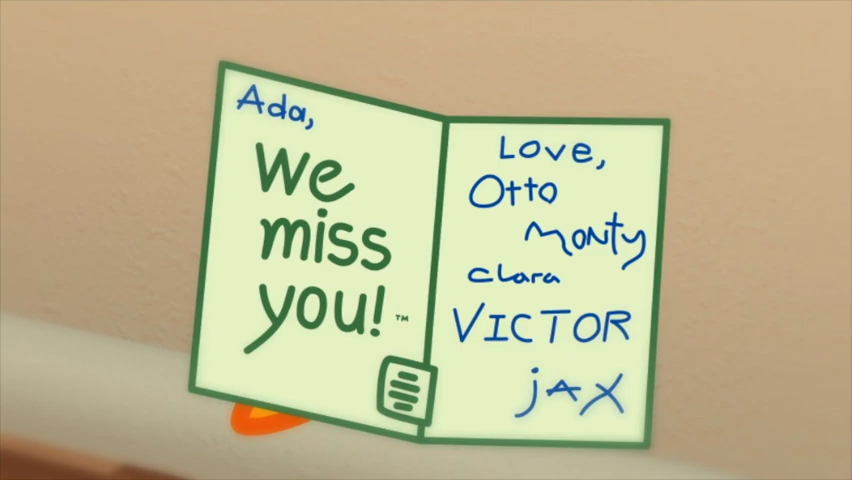 Ada,
We
miss
you!™
Love,
Otto
Monty
Clara
VICTOR
jAX